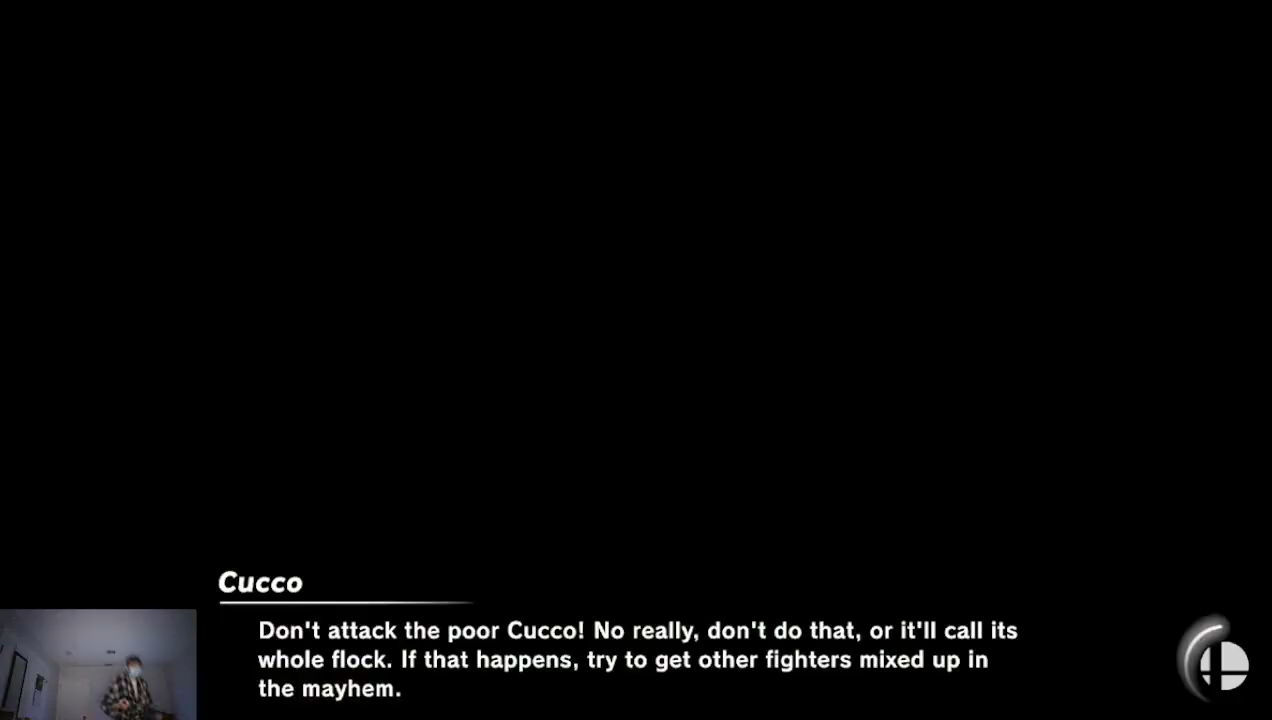 Cucco
Don't attack the poor Cucco! No really, don't do that, or it'll call its
whole flock. If that happens, try to get other fighters mixed up in
the mayhem.